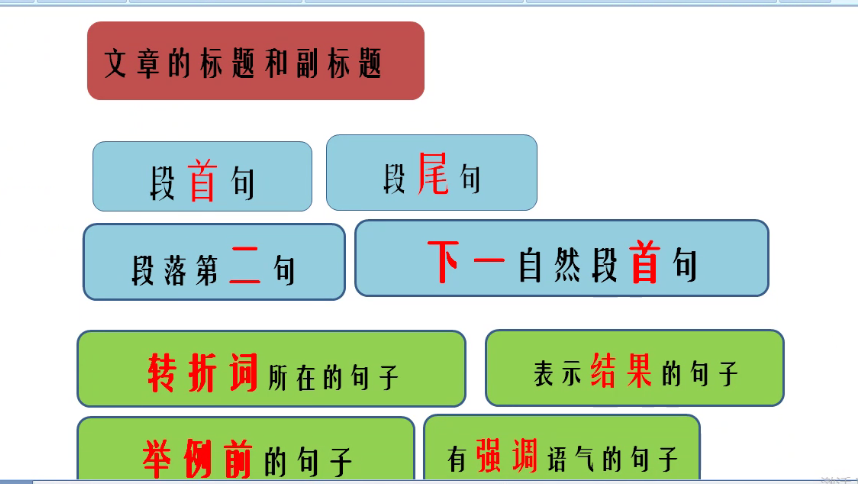 文章的标题和副标题
段首句
段尾句
段落第二句
下一自然段首句
转折词所在的句子
表示结果的句子
举例前的句子
有强调语气的句子